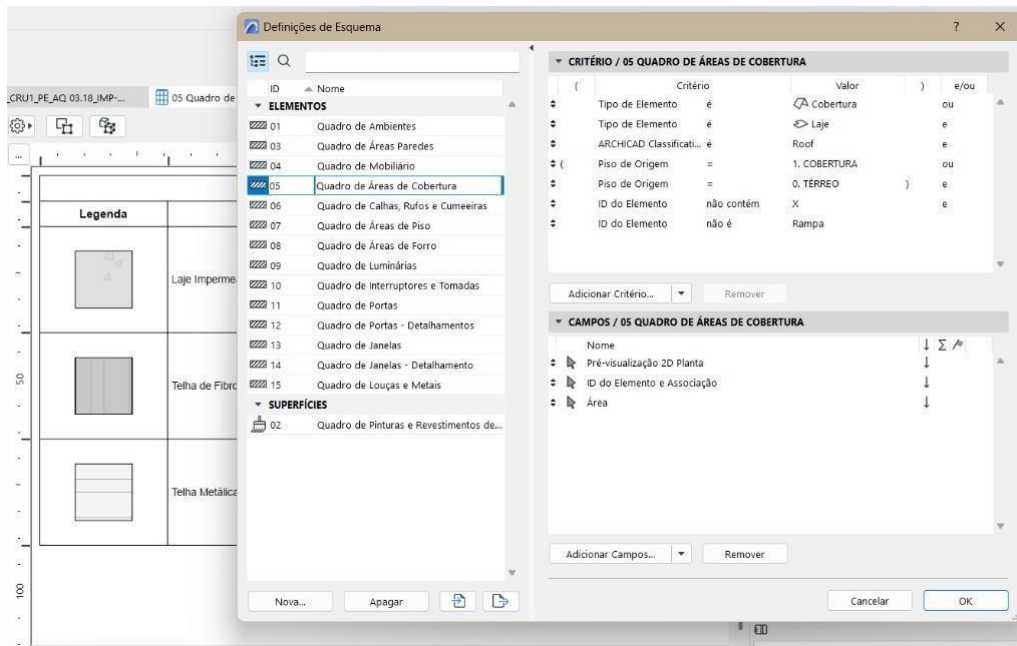 Definições de Esquema
?
_CRU1_PE_AQ 03.18_IMP-...
05 Quadro de
...
Legenda
Laje Imperme
Telha de Fibro
Telha Metálica
50
100
ID Nome
ELEMENTOS
01 Quadro de Ambientes
03 Quadro de Áreas Paredes
04 Quadro de Mobiliário
05 Quadro de Áreas de Cobertura
06 Quadro de Calhas, Rufos e Cumeeiras
07 Quadro de Áreas de Piso
08 Quadro de Áreas de Forro
09 Quadro de Luminárias
10 Quadro de Interruptores e Tomadas
11 Quadro de Portas
12 Quadro de Portas - Detalhamentos
13 Quadro de Janelas
14 Quadro de Janelas - Detalhamento
15 Quadro de Louças e Metais
SUPERFÍCIES
02 Quadro de Pinturas e Revestimentos de...
Nova... Apagar
CRITÉRIO / 05 QUADRO DE ÁREAS DE COBERTURA
( Critério Valor ) e/ou
Tipo de Elemento é Cobertura ou
Tipo de Elemento é Laje e
ARCHICAD Classificati... é Roof e
( Piso de Origem = 1. COBERTURA ou
Piso de Origem = 0. TÉRREO ) e
ID do Elemento não contém X e
ID do Elemento não é Rampa
Adicionar Critério... Remover
CAMPOS / 05 QUADRO DE ÁREAS DE COBERTURA
Nome ↓ Σ
Pré-visualização 2D Planta ↓
ID do Elemento e Associação ↓
Área ↓
Adicionar Campos... Remover
Cancelar OK